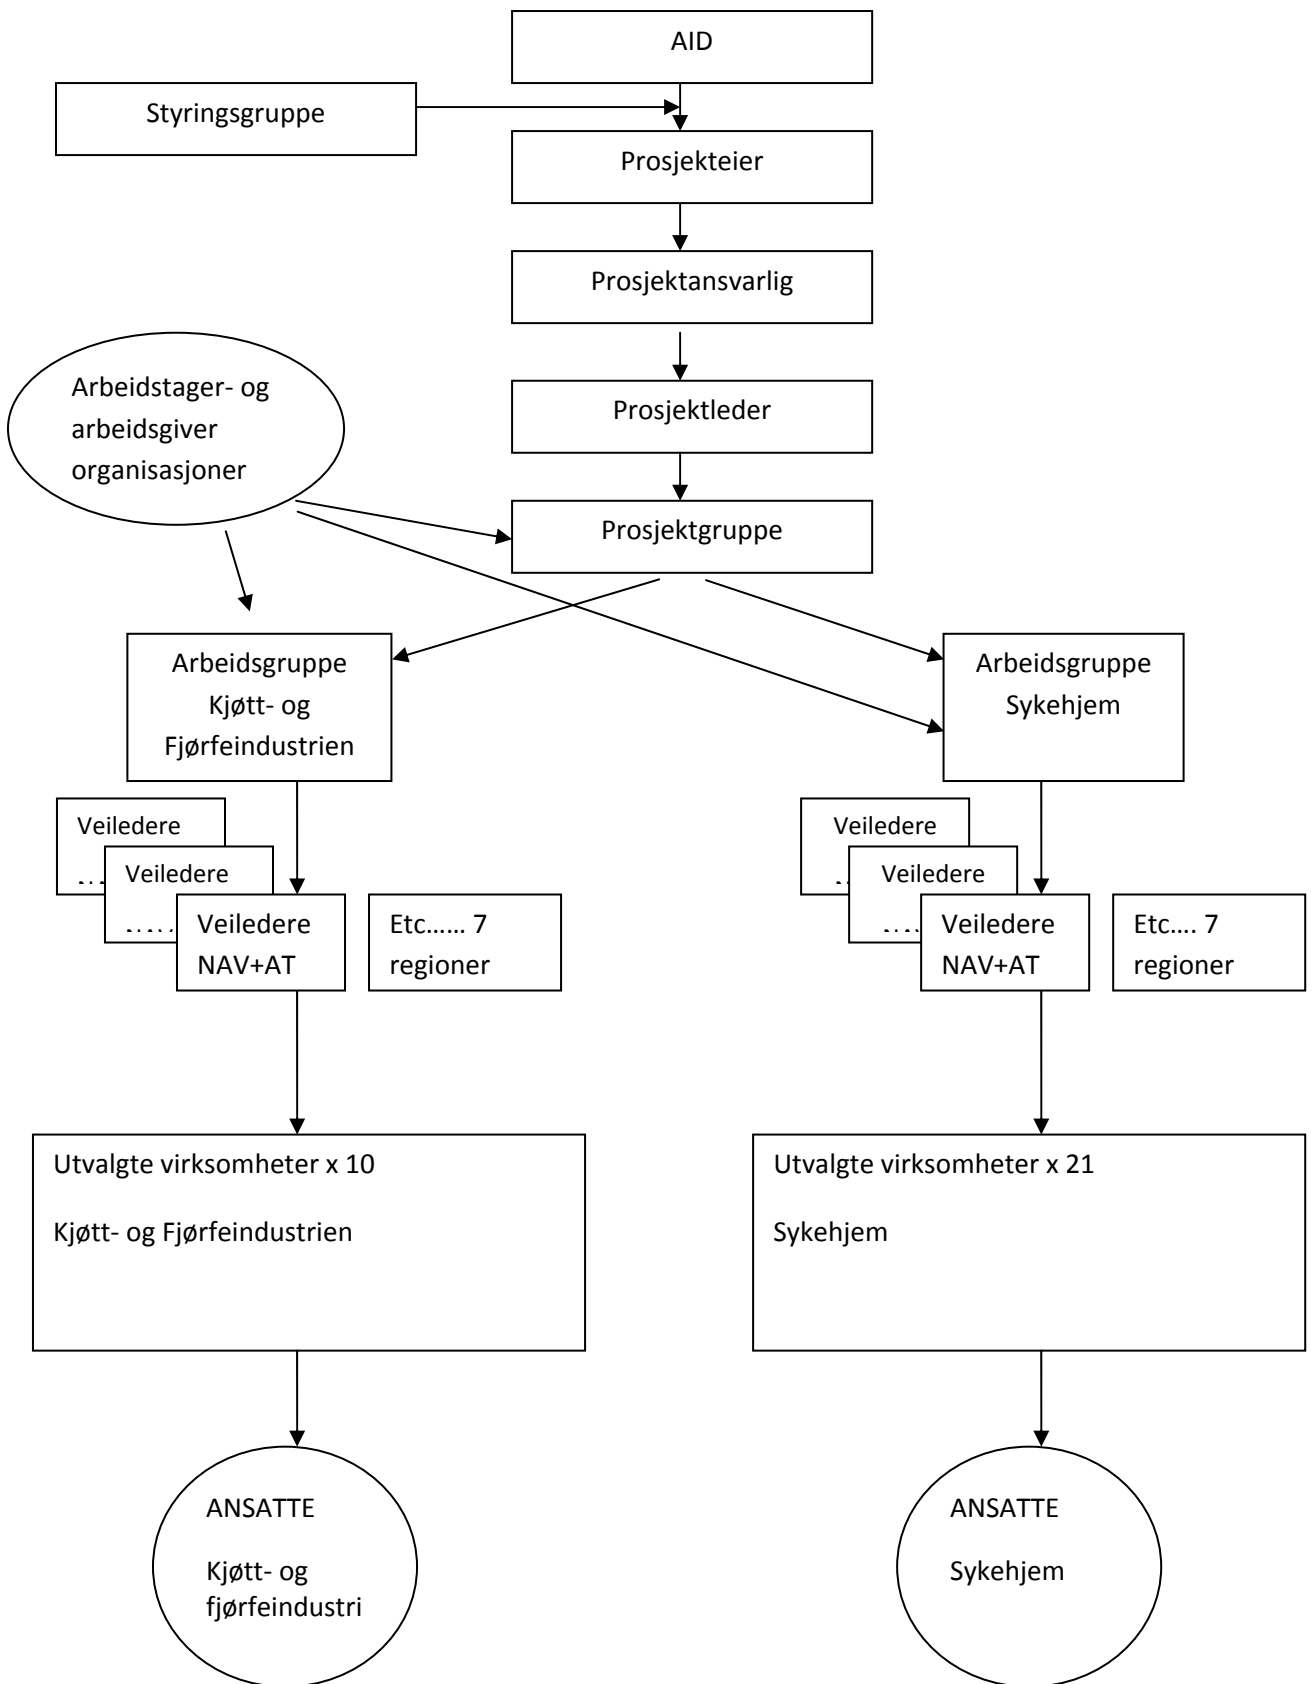 AID
Styringsgruppe
Prosjekteier
Prosjektansvarlig
Arbeidstager- og
arbeidsgiver
organisasjoner
Prosjektleder
Prosjektgruppe
Arbeidsgruppe
Kjøtt- og
Fjørfeindustrien
Arbeidsgruppe
Sykehjem
Veiledere
Veiledere
Veiledere
NAV+AT
Etc...... 7
regioner
Veiledere
Veiledere
Veiledere
NAV+AT
Etc.... 7
regioner
Utvalgte virksomheter x 10
Kjøtt- og Fjørfeindustrien
Utvalgte virksomheter x 21
Sykehjem
ANSATTE
Kjøtt- og
fjørfeindustri
ANSATTE
Sykehjem